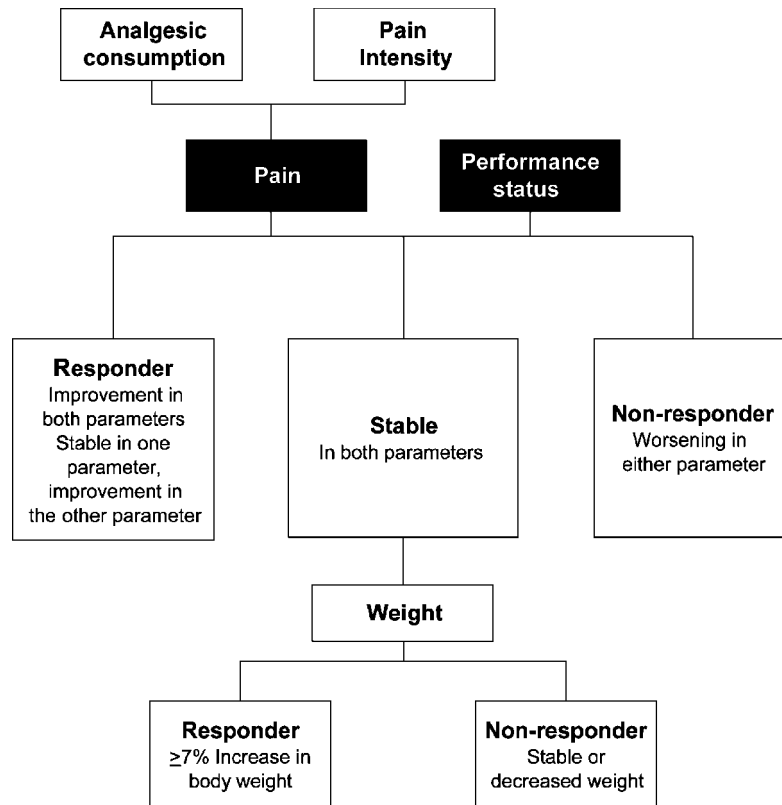 Analgesic
consumption
Pain
Intensity
Pain
Performance
status
Responder
Improvement in
both parameters
Stable in one
parameter,
improvement in
the other parameter
Stable
In both parameters
Non-responder
Worsening in
either parameter
Weight
Responder
≥7% Increase in
body weight
Non-responder
Stable or
decreased weight